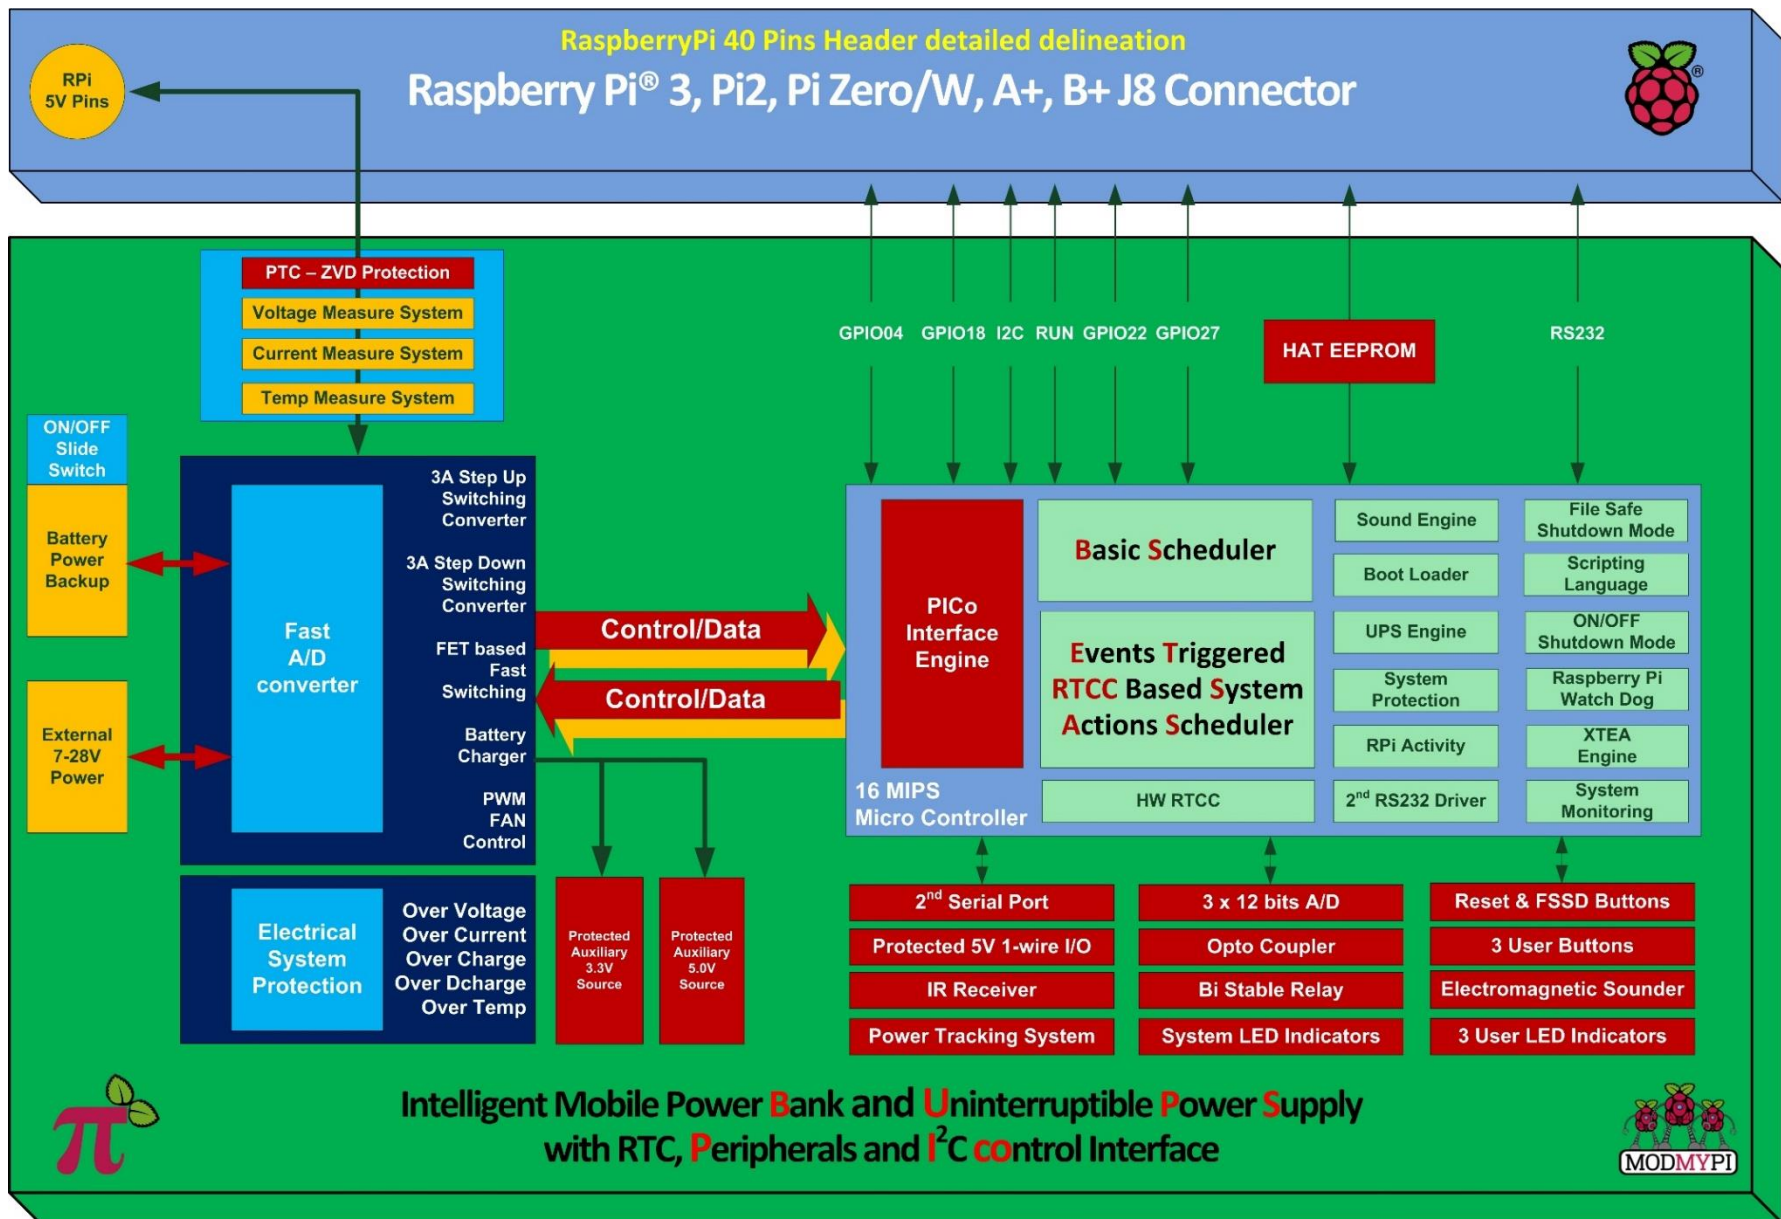 RaspberryPi 40 Pins Header detailed delineation
Raspberry Pi® 3, Pi2, Pi Zero/W, A+, B+ J8 Connector
RPi
5V Pins
®
PTC – ZVD Protection
Voltage Measure System
Current Measure System
Temp Measure System
GPIO04
GPIO18
I2C
RUN
GPIO22
GPIO27
HAT EEPROM
RS232
ON/OFF
Slide
Switch
Battery
Power
Backup
External
7-28V
Power
Fast
A/D
converter
3A Step Up
Switching
Converter
3A Step Down
Switching
Converter
FET based
Fast
Switching
Battery
Charger
PWM
FAN
Control
Control/Data
Control/Data
PICo
Interface
Engine
16 MIPS
Micro Controller
Basic Scheduler
Events Triggered
RTCC Based System
Actions Scheduler
HW RTCC
Sound Engine
Boot Loader
UPS Engine
System
Protection
RPi Activity
2nd RS232 Driver
File Safe
Shutdown Mode
Scripting
Language
ON/OFF
Shutdown Mode
Raspberry Pi
Watch Dog
XTEA
Engine
System
Monitoring
Electrical
System
Protection
Over Voltage
Over Current
Over Charge
Over Dcharge
Over Temp
Protected
Auxiliary
3.3V
Source
Protected
Auxiliary
5.0V
Source
2nd Serial Port
Protected 5V 1-wire I/O
IR Receiver
Power Tracking System
3 x 12 bits A/D
Opto Coupler
Bi Stable Relay
System LED Indicators
Reset & FSSD Buttons
3 User Buttons
Electromagnetic Sounder
3 User LED Indicators
π
Intelligent Mobile Power Bank and Uninterruptible Power Supply
with RTC, Peripherals and I²C control Interface
MODMYPI